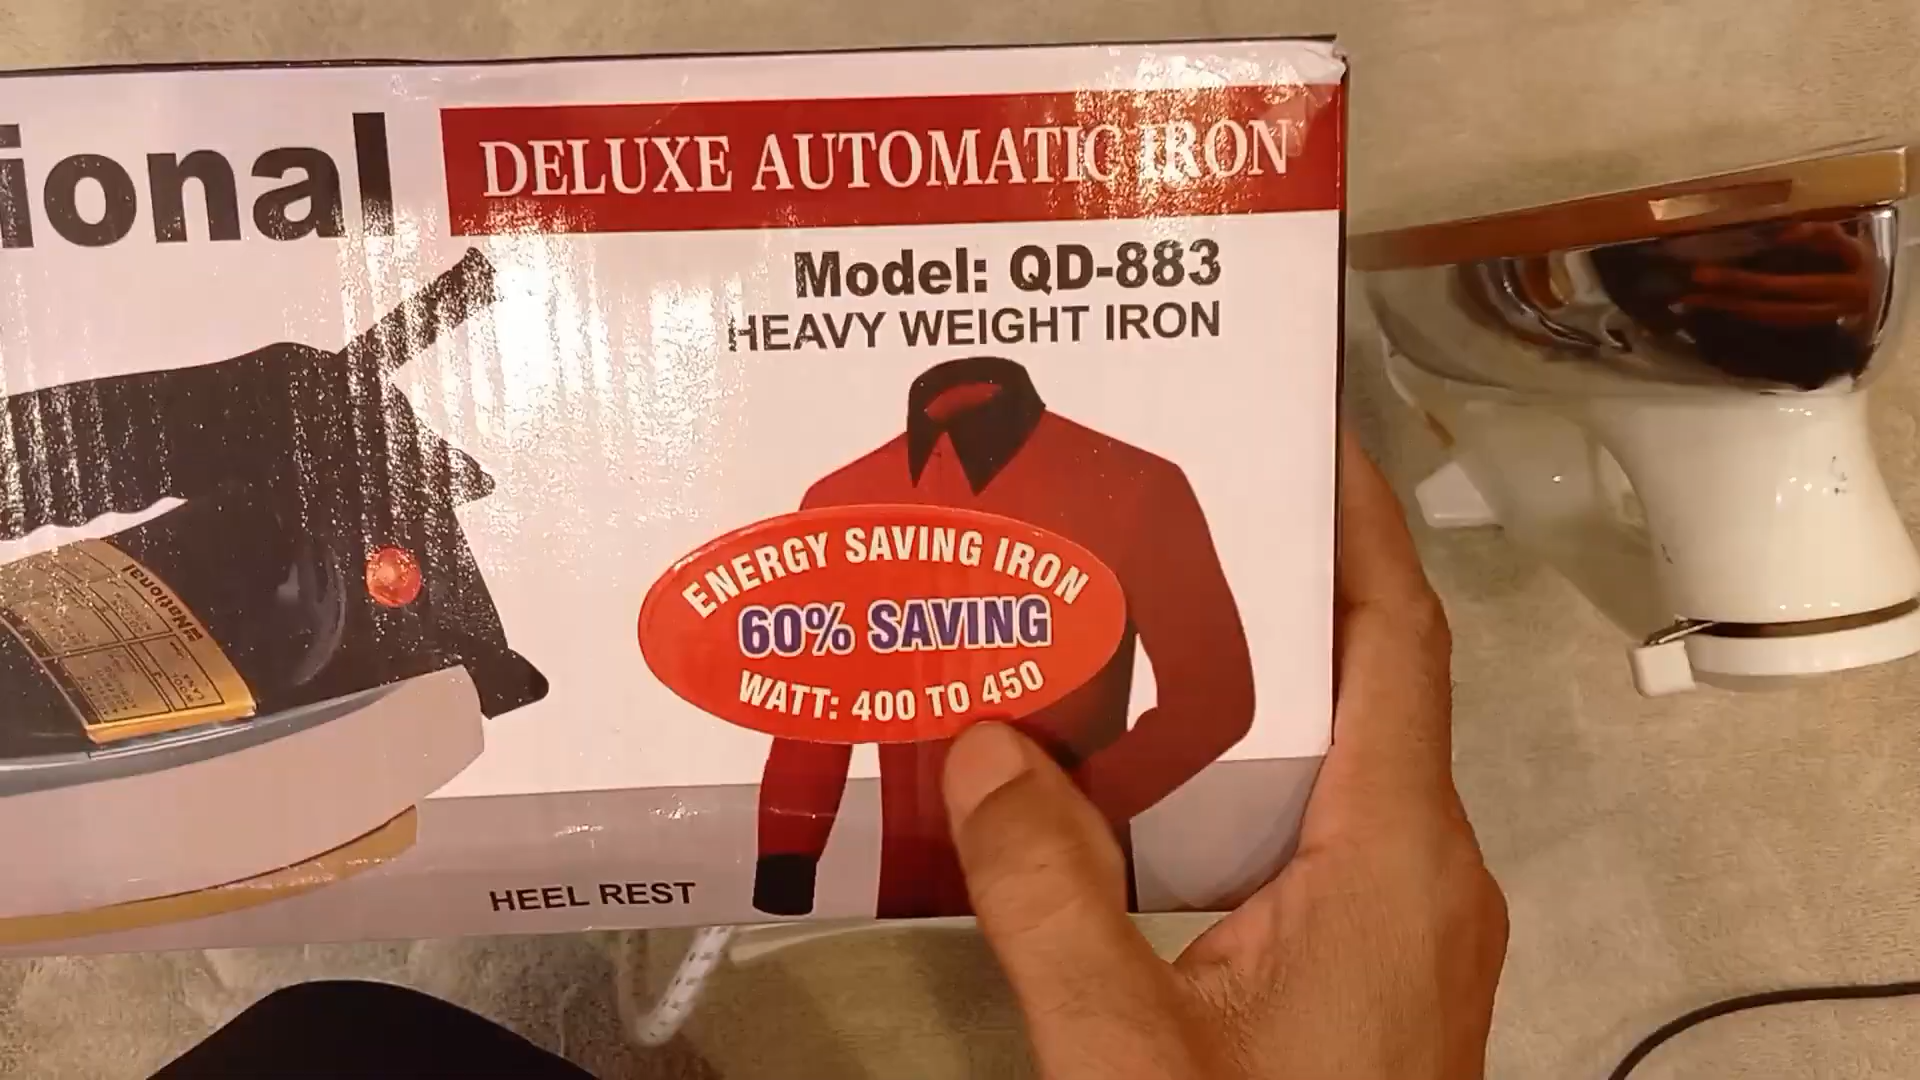 ional
DELUXE AUTOMATIC IRON
Model: QD-883
HEAVY WEIGHT IRON
ENERGY SAVING IRON
60% SAVING
WATT: 400 TO 450
National
HEEL REST